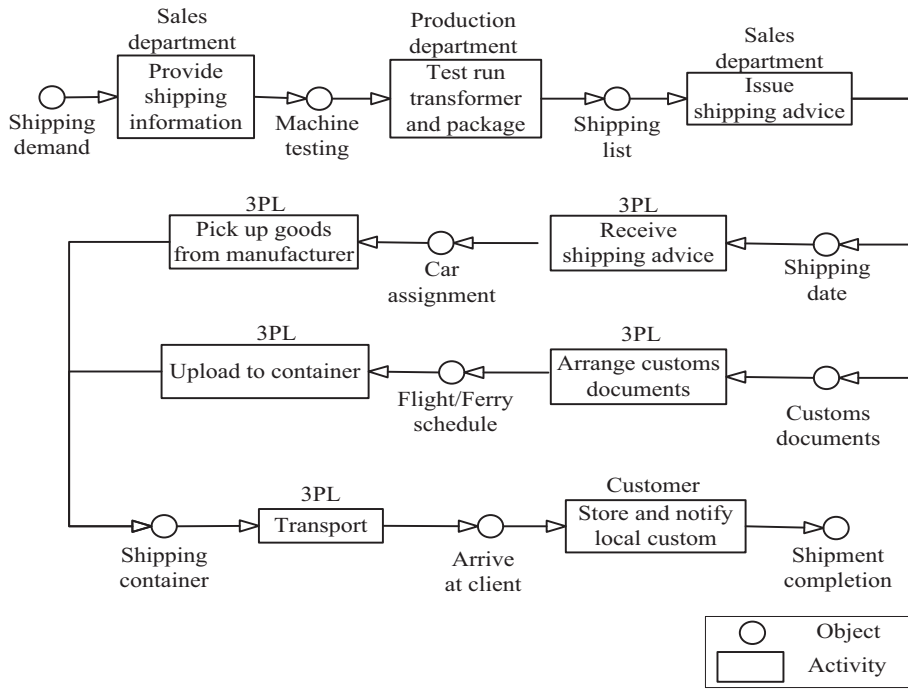 Sales
department
Provide
shipping
information
Shipping
demand
Machine
testing
Production
department
Test run
transformer
and package
Shipping
list
Sales
department
Issue
shipping advice
3PL
Pick up goods
from manufacturer
Car
assignment
3PL
Receive
shipping advice
Shipping
date
3PL
Upload to container
Flight/Ferry
schedule
3PL
Arrange customs
documents
Customs
documents
Shipping
container
3PL
Transport
Arrive
at client
Customer
Store and notify
local custom
Shipment
completion
Object
Activity